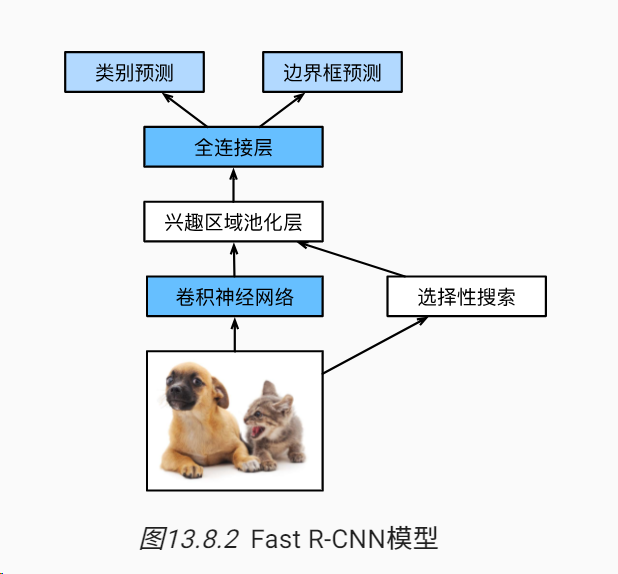 类别预测
边界框预测
全连接层
兴趣区域池化层
卷积神经网络
选择性搜索
图13.8.2 Fast R-CNN模型